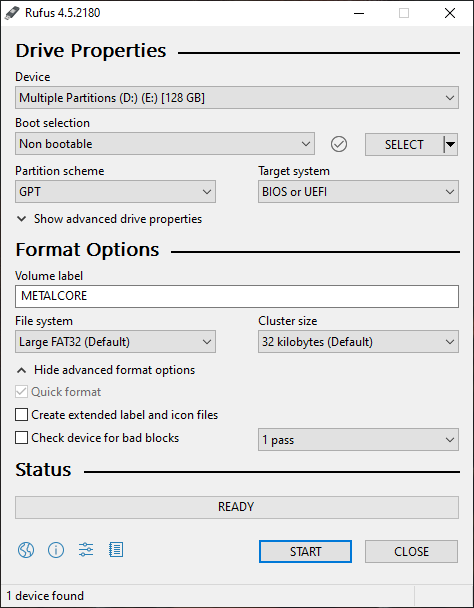 Rufus 4.5.2180
Drive Properties
Device
Multiple Partitions (D:) (E:) [128 GB]
Boot selection
Non bootable
SELECT
Partition scheme
Target system
GPT
BIOS or UEFI
Show advanced drive properties
Format Options
Volume label
METALCORE
File system
Cluster size
Large FAT32 (Default)
32 kilobytes (Default)
Hide advanced format options
Quick format
Create extended label and icon files
Check device for bad blocks
1 pass
Status
READY
START
CLOSE
1 device found